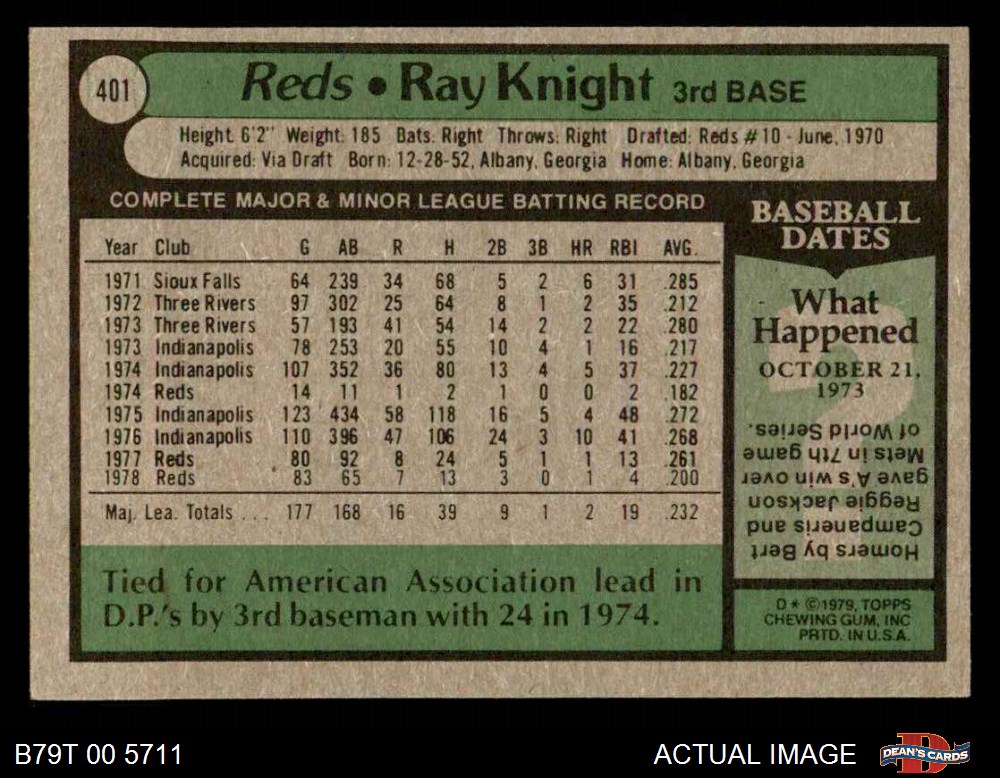 401
Reds • Ray Knight 3rd BASE
Height: 6'2" Weight: 185 Bats: Right Throws: Right Drafted: Reds #10 - June, 1970
Acquired: Via Draft Born: 12-28-52, Albany, Georgia Home: Albany, Georgia
COMPLETE MAJOR & MINOR LEAGUE BATTING RECORD
Year Club G AB R H 2B 3B HR RBI AVG.
1971 Sioux Falls 64 239 34 68 5 2 6 31 .285
1972 Three Rivers 97 302 25 64 8 1 2 35 .212
1973 Three Rivers 57 193 41 54 14 2 2 22 .280
1973 Indianapolis 78 253 20 55 10 4 1 16 .217
1974 Indianapolis 107 352 36 80 13 4 5 37 .227
1974 Reds 14 11 1 2 1 0 0 2 .182
1975 Indianapolis 123 434 58 118 16 5 4 48 .272
1976 Indianapolis 110 396 47 106 24 3 10 41 .268
1977 Reds 80 92 8 24 5 1 1 13 .261
1978 Reds 83 65 7 13 3 0 1 4 .200
Maj. Lea. Totals ... 177 168 16 39 9 1 2 19 .232
Tied for American Association lead in
D.P.'s by 3rd baseman with 24 in 1974.
BASEBALL
DATES
What
Happened
OCTOBER 21,
1973
Homers by Bert
Campaneris and
Reggie Jackson
gave A's win over
Mets in 7th game
of World Series.
D* ©1979, TOPPS
CHEWING GUM, INC
PRTD. IN U.S.A.
B79T 00 5711
ACTUAL IMAGE
DEAN'S CARDS